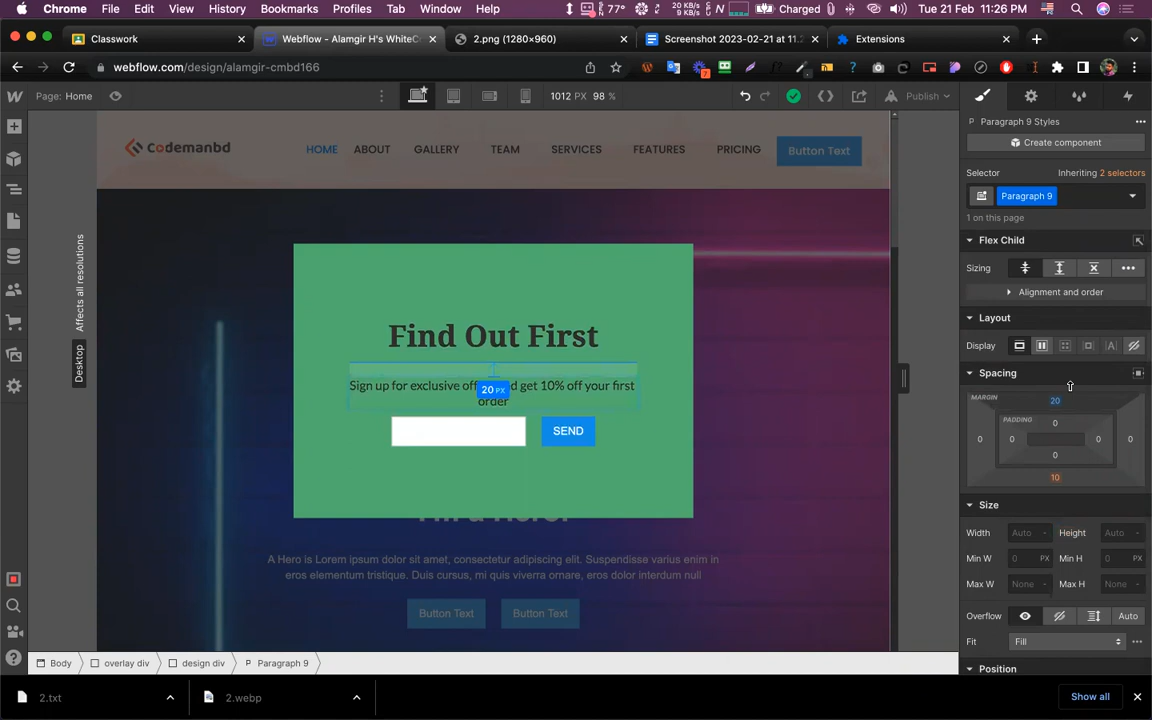 Chrome File Edit View History Bookmarks Profiles Tab Window Help 77° 20 KB/s 6 KB/s Charged Tue 21 Feb 11:26 PM
Classwork Webflow - Alamgir H's WhiteC 2.png (1280×960) Screenshot 2023-02-21 at 11.2 Extensions
webflow.com/design/alamgir-cmbd166 7
Page: Home 1012 PX 98 % Publish
Paragraph 9 Styles
Create component
Selector Inheriting 2 selectors
Paragraph 9
1 on this page
Flex Child
Sizing
Alignment and order
Layout
Display
Spacing
MARGIN 20
PADDING 0
0 0 0 0
0
10
Size
Width Auto - Height Auto -
Min W 0 PX Min H 0 PX
Max W None - Max H None -
Overflow Auto
Fit Fill
Position
Affects all resolutions
Desktop
Codemanbd HOME ABOUT GALLERY TEAM SERVICES FEATURES PRICING Button Text
Find Out First
Sign up for exclusive off d get 10% off your first
order
20 PX
SEND
A Hero is Lorem ipsum dolor sit amet, consectetur adipiscing elit. Suspendisse varius enim in
eros elementum tristique. Duis cursus, mi quis viverra ornare, eros dolor interdum null
Button Text Button Text
Body overlay div design div Paragraph 9
2.txt 2.webp Show all